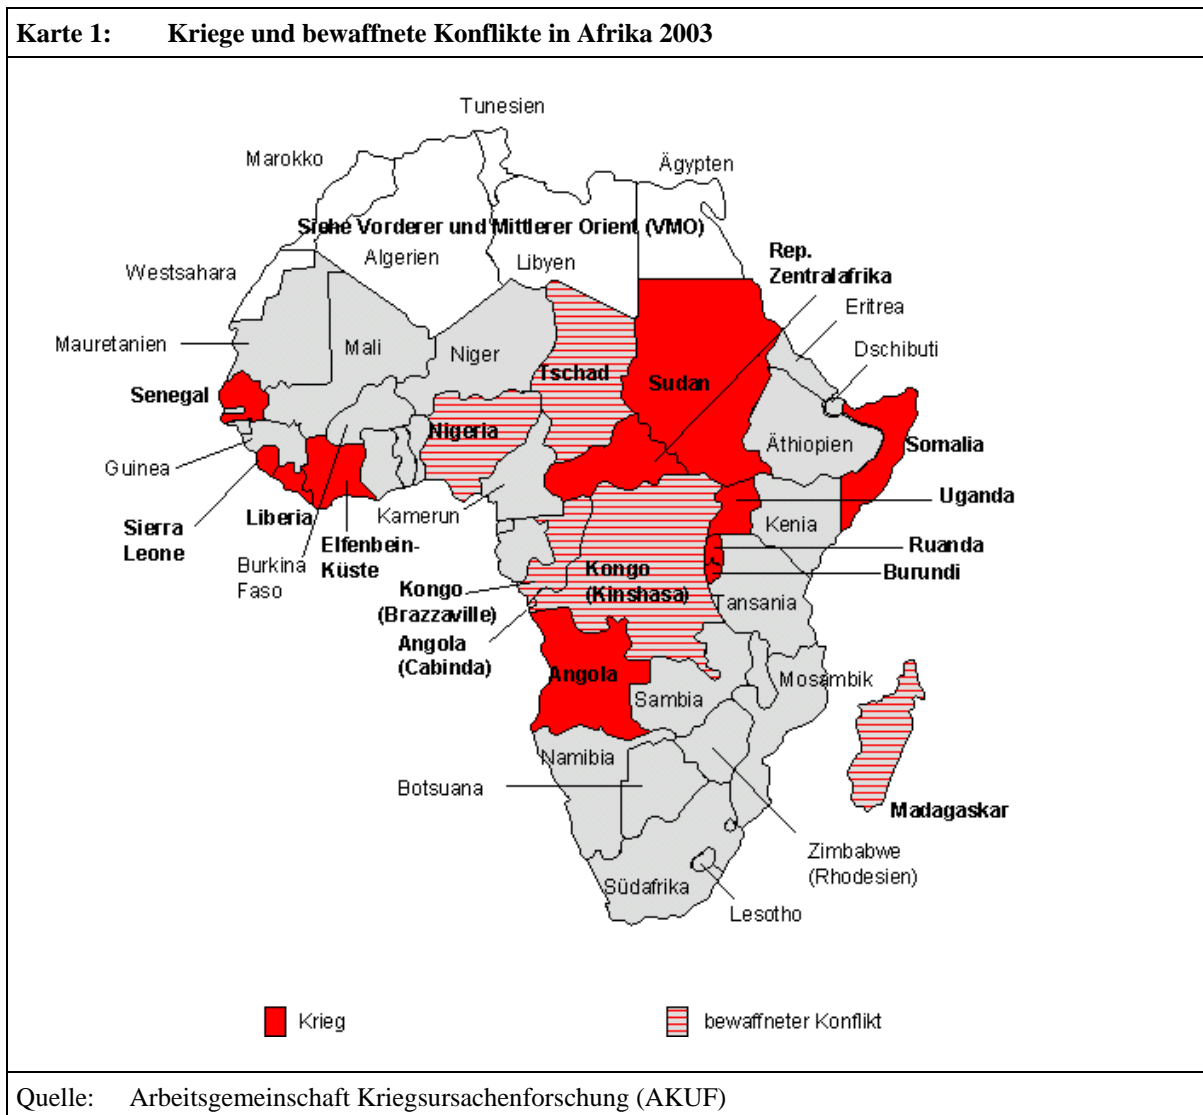 Karte 1: Kriege und bewaffnete Konflikte in Afrika 2003
Tunesien
Marokko
Ägypten
Siehe Vorderer und Mittlerer Orient (VMO)
Algerien
Libyen
Rep.
Zentralafrika
Westsahara
Eritrea
Mauretanien
Mali
Niger
Dschibuti
Tschad
Sudan
Senegal
Nigeria
Äthiopien
Somalia
Guinea
Uganda
Kamerun
Kenia
Sierra
Leone
Liberia
Elfenbein-
Küste
Burkina
Faso
Ruanda
Burundi
Kongo
(Kinshasa)
Kongo
(Brazzaville)
Tansania
Angola
(Cabinda)
Angola
Sambia
Mosambik
Namibia
Botsuana
Madagaskar
Zimbabwe
(Rhodesien)
Südafrika
Lesotho
Krieg
bewaffneter Konflikt
Quelle: Arbeitsgemeinschaft Kriegsursachenforschung (AKUF)